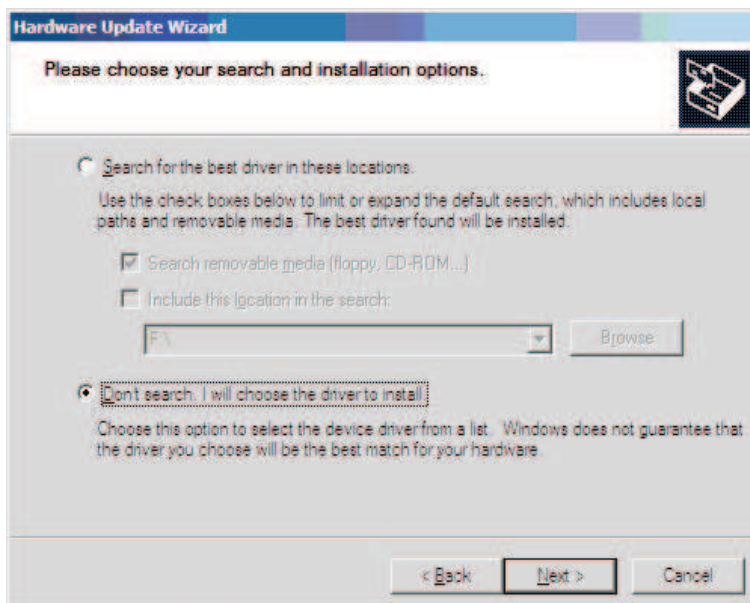 Hardware Update Wizard
Please choose your search and installation options.
Search for the best driver in these locations.
Use the check boxes below to limit or expand the default search, which includes local
paths and removable media. The best driver found will be installed.
Search removable media (floppy, CD-ROM...)
Include this location in the search:
F:\
Browse
Don't search. I will choose the driver to install.
Choose this option to select the device driver from a list. Windows does not guarantee that
the driver you choose will be the best match for your hardware.
< Back
Next >
Cancel